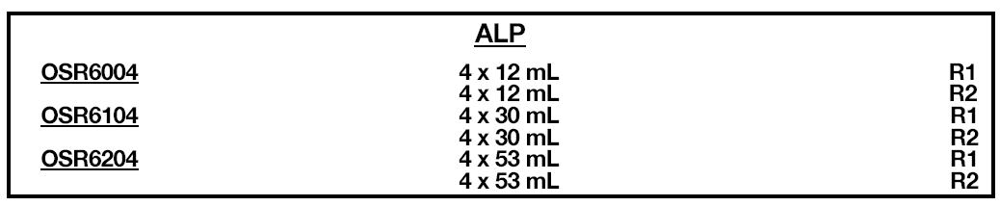 ALP
OSR6004 4 x 12 mL R1
4 x 12 mL R2
OSR6104 4 x 30 mL R1
4 x 30 mL R2
OSR6204 4 x 53 mL R1
4 x 53 mL R2